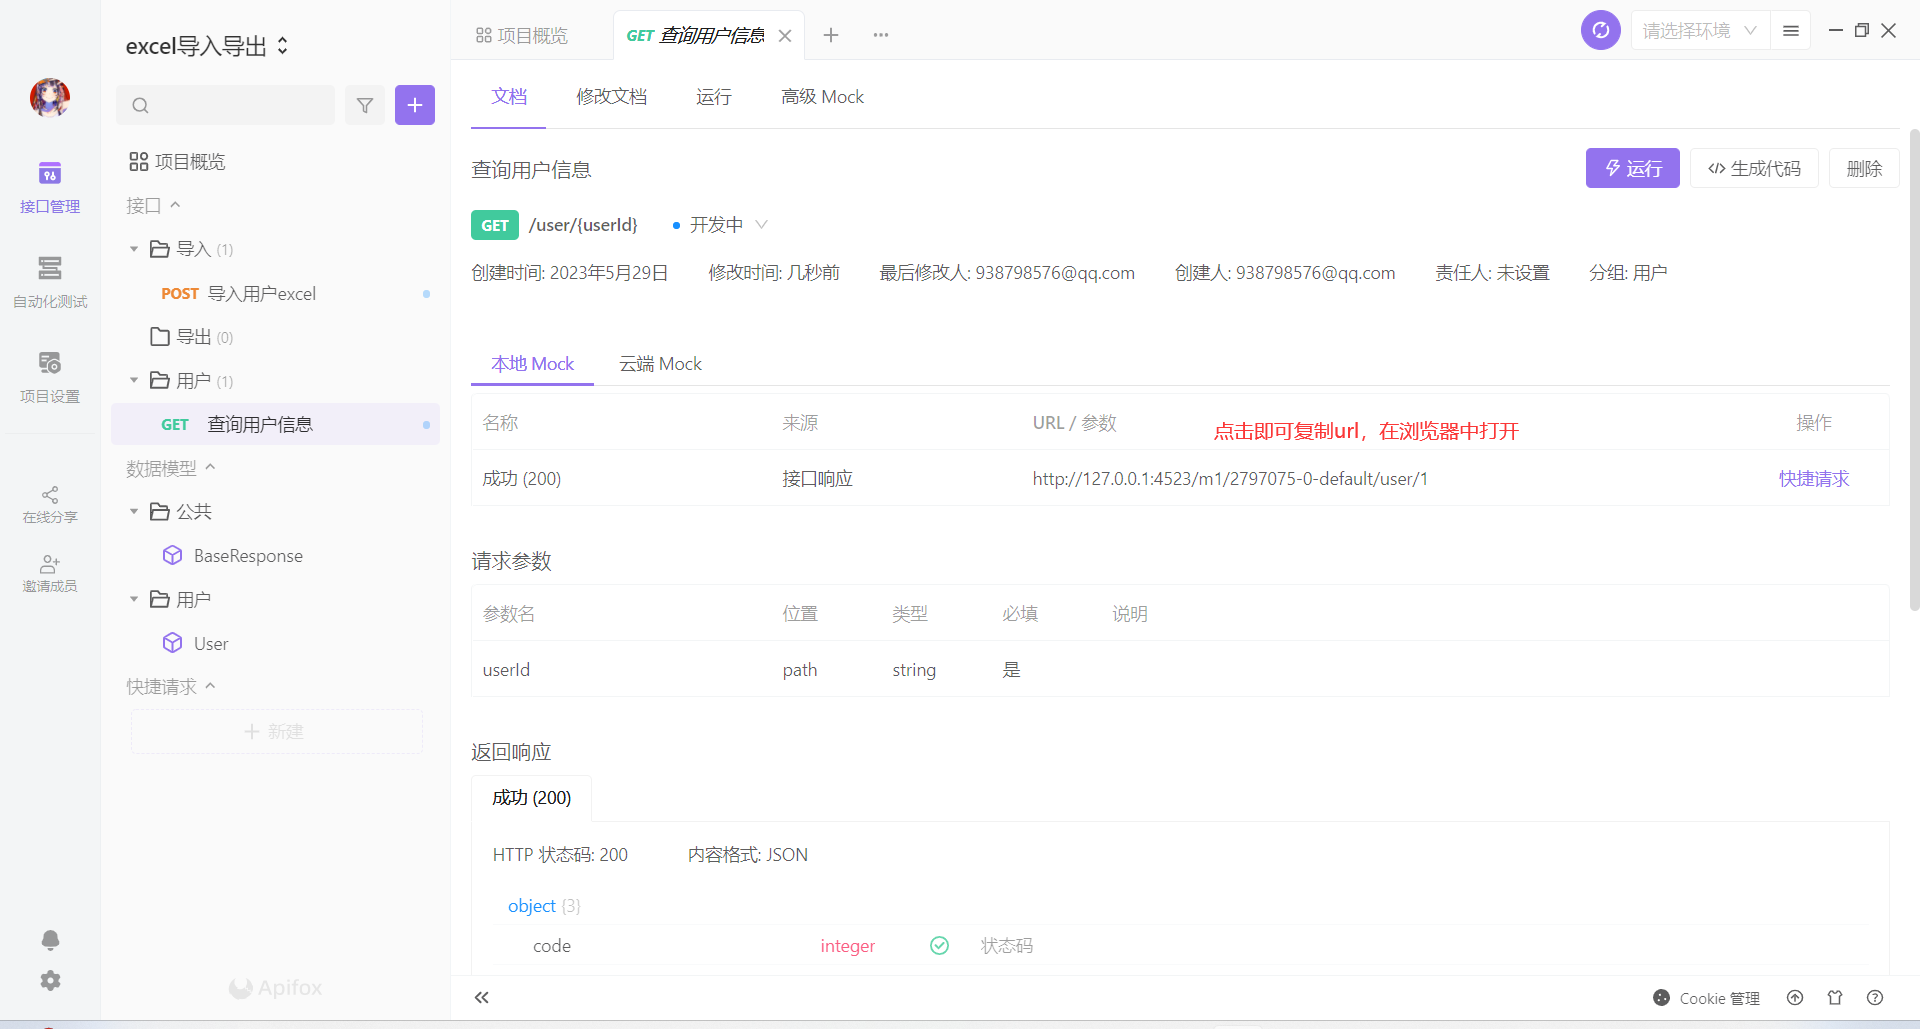 excel导入导出
项目概览
GET 查询用户信息
请选择环境
接口管理
自动化测试
项目设置
在线分享
邀请成员
项目概览
接口
导入 (1)
POST 导入用户excel
导出 (0)
用户 (1)
GET 查询用户信息
数据模型
公共
BaseResponse
用户
User
快捷请求
新建
Apifox
文档 修改文档 运行 高级 Mock
查询用户信息
运行 生成代码 删除
GET /user/{userId} 开发中
创建时间: 2023年5月29日 修改时间: 几秒前 最后修改人: 938798576@qq.com 创建人: 938798576@qq.com 责任人: 未设置 分组: 用户
本地 Mock 云端 Mock
名称 来源 URL / 参数 操作
点击即可复制url，在浏览器中打开
成功 (200) 接口响应 http://127.0.0.1:4523/m1/2797075-0-default/user/1 快捷请求
请求参数
参数名 位置 类型 必填 说明
userId path string 是
返回响应
成功 (200)
HTTP 状态码: 200 内容格式: JSON
object {3}
code integer 状态码
Cookie 管理